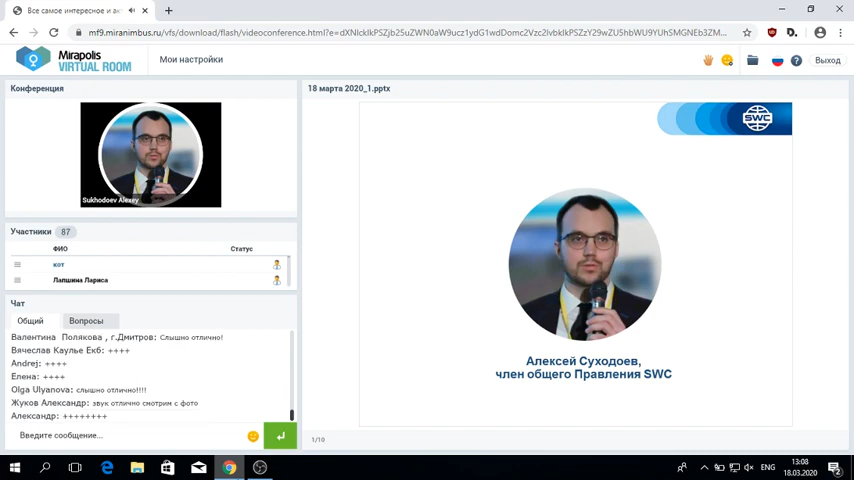 Все самое интересное и ак
mf9.miranimbus.ru/vfs/download/flash/videoconference.html?e=
Mirapolis
VIRTUAL ROOM
Мои настройки
Выход
Конференция
Sukhodoev Alexey
Участники 87
ФИО Статус
кот
Лапшина Лариса
Чат
Общий Вопросы
Валентина Полякова , г.Дмитров: Слышно отлично!
Вячеслав Каулье Екб: ++++
Andrej: ++++
Елена: ++++
Olga Ulyanova: слышно отлично!!!!
Жуков Александр: звук отлично смотрим с фото
Александр: ++++++++
Введите сообщение...
18 марта 2020_1.pptx
SWC
Алексей Суходоев,
член общего Правления SWC
1/10
ENG
13:08
18.03.2020
2